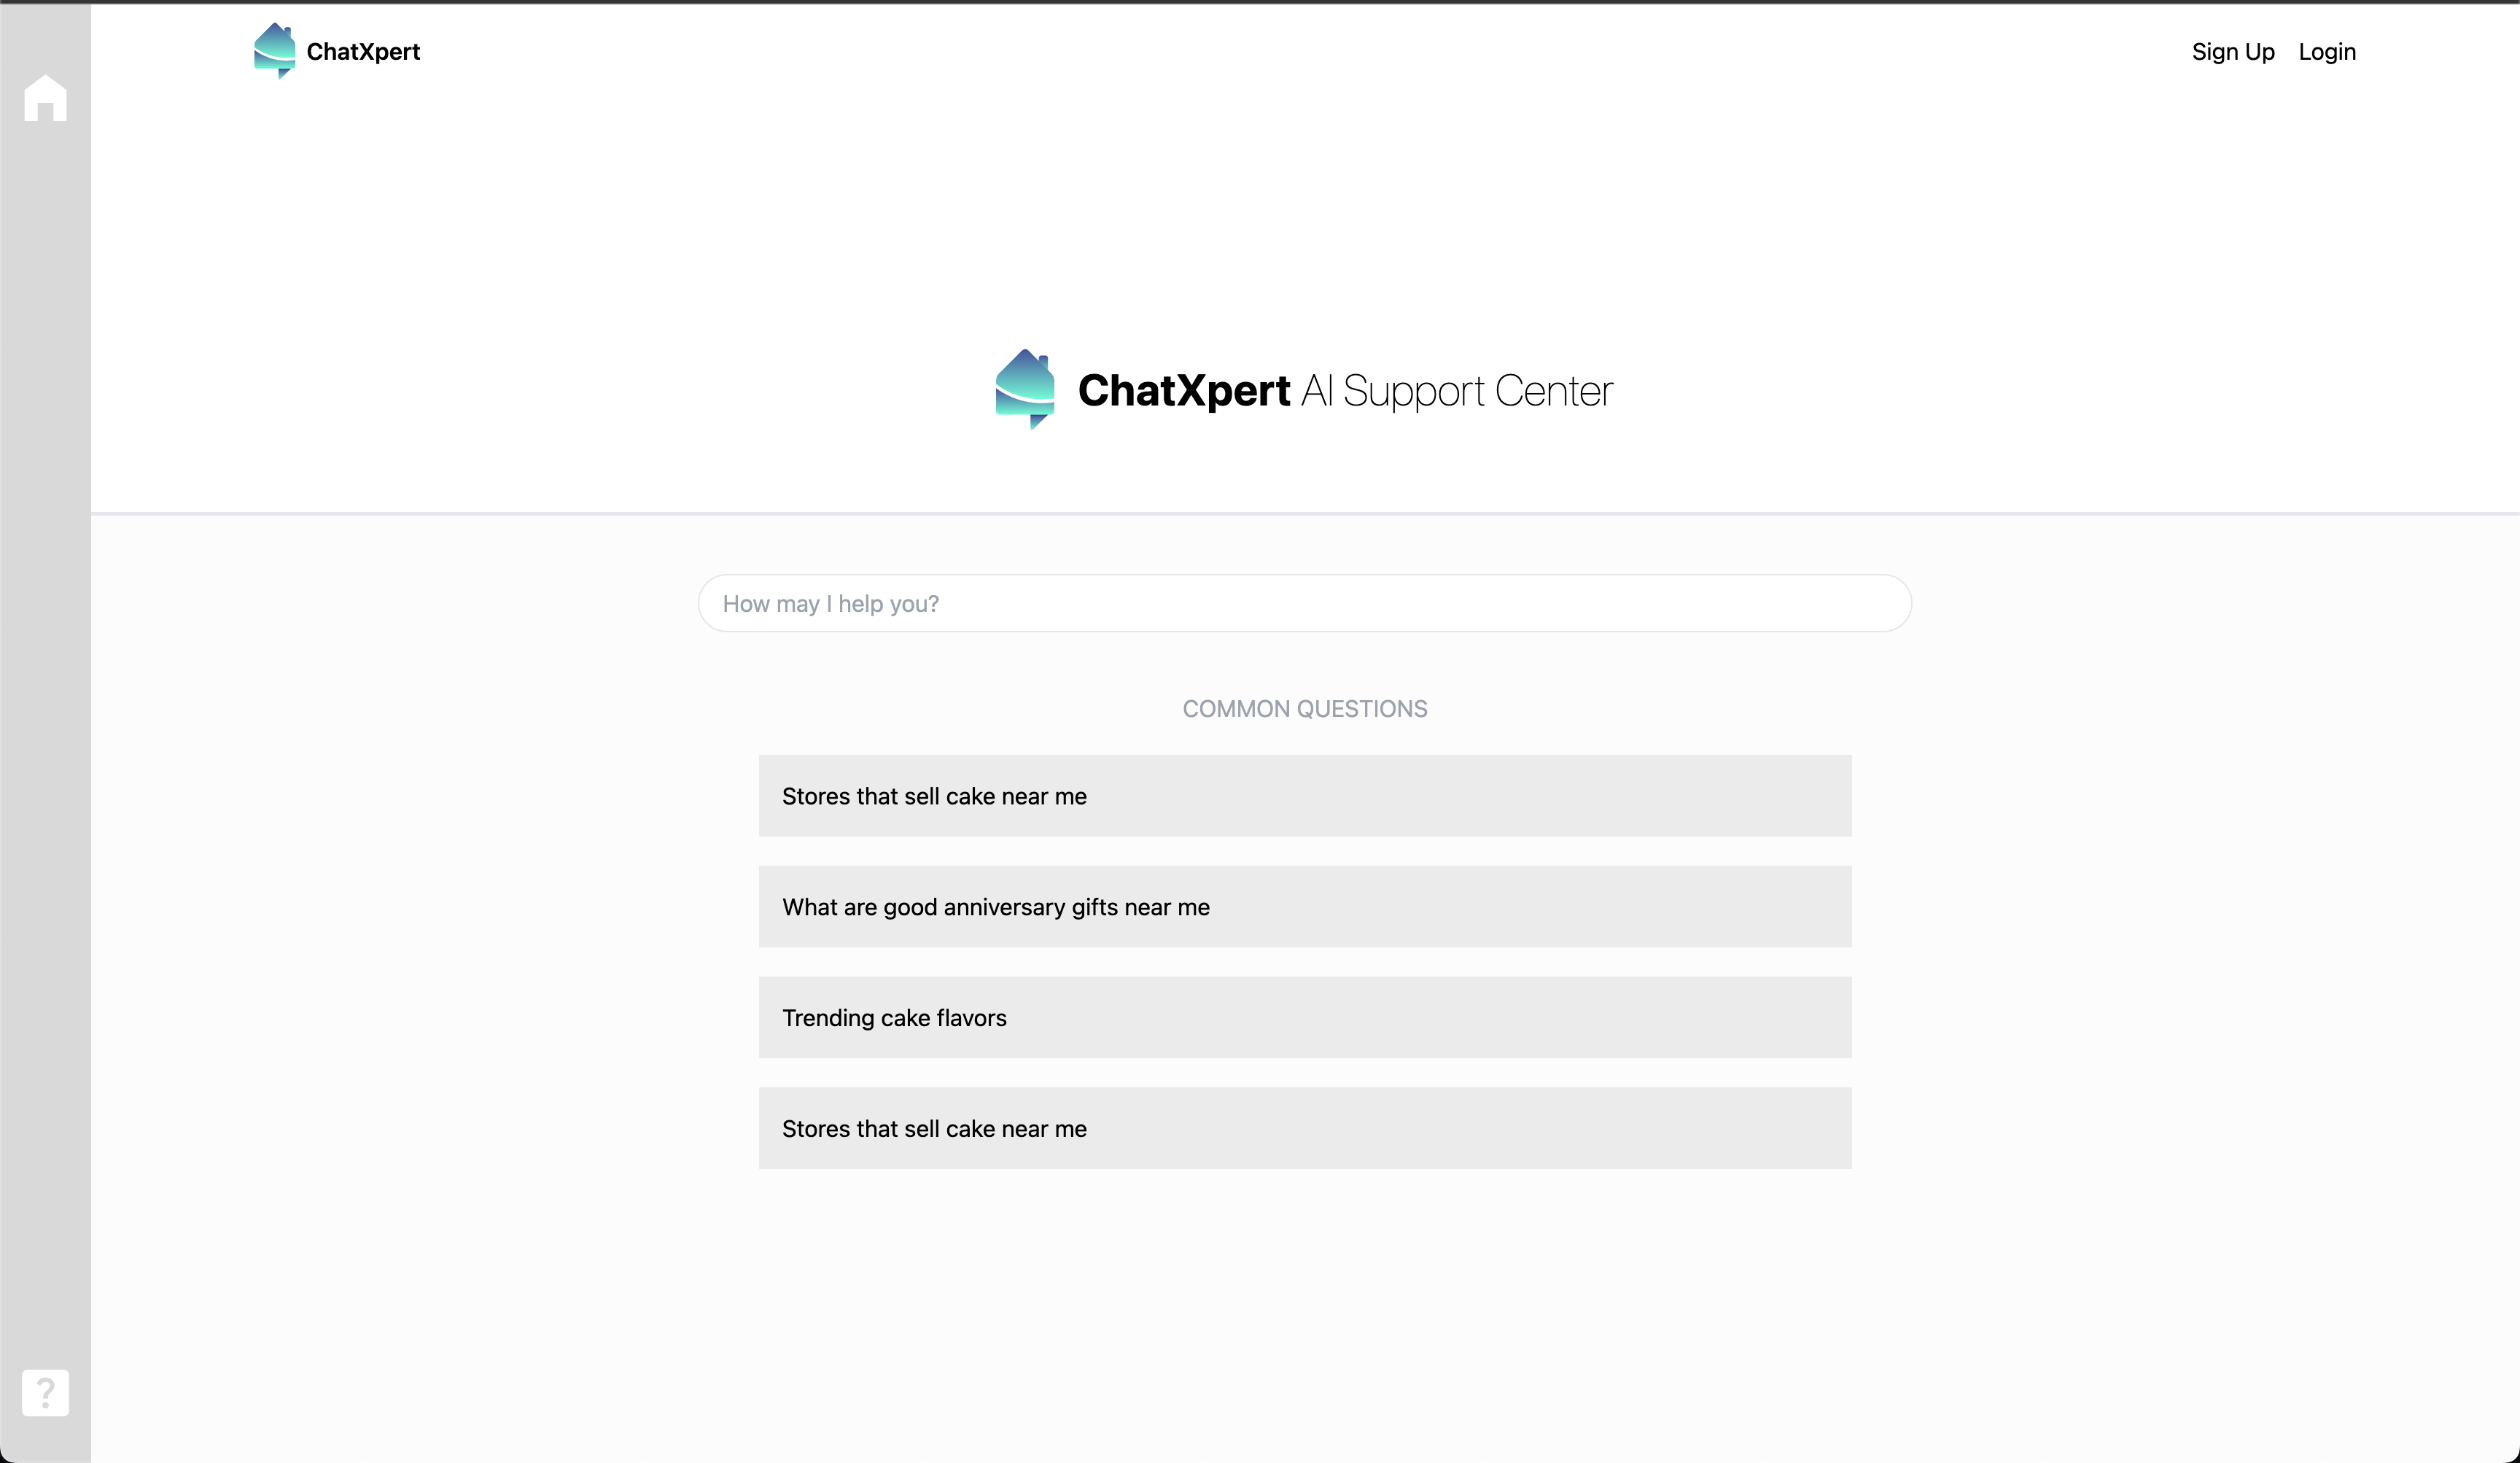 ChatXpert
Sign Up Login
ChatXpert AI Support Center
How may I help you?
COMMON QUESTIONS
Stores that sell cake near me
What are good anniversary gifts near me
Trending cake flavors
Stores that sell cake near me
?